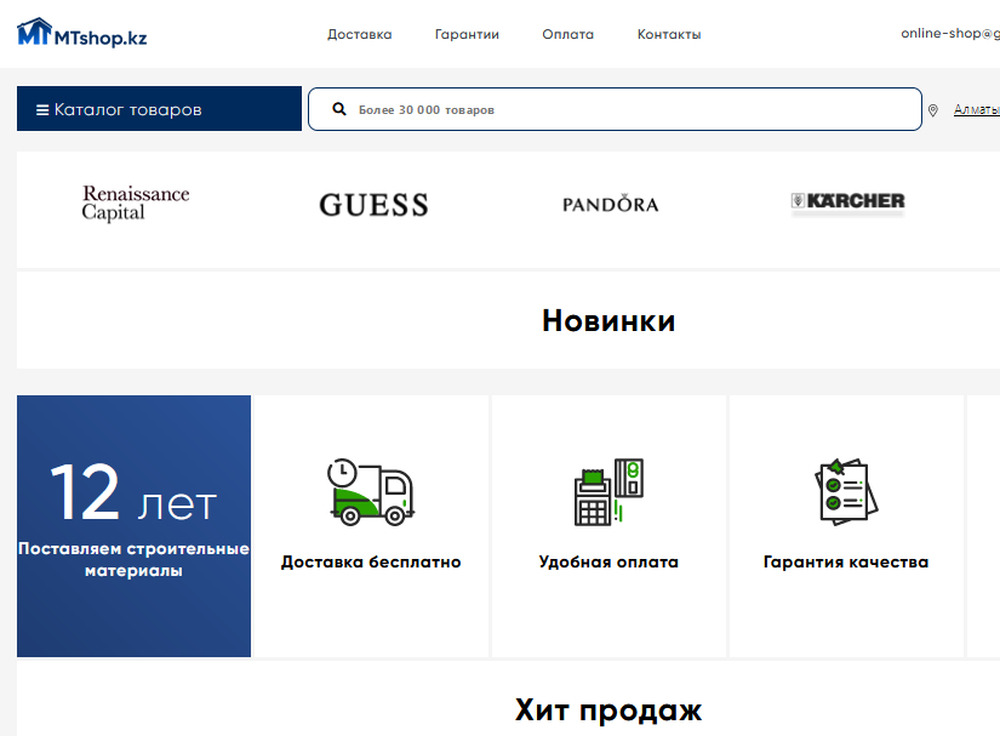 MTshop.kz
Доставка Гарантии Оплата Контакты
online-shop@g
Каталог товаров
Более 30 000 товаров
Алматы
Renaissance
Capital
GUESS
PANDÖRA
KÄRCHER
Новинки
12 лет
Поставляем строительные
материалы
Доставка бесплатно
Удобная оплата
Гарантия качества
Хит продаж